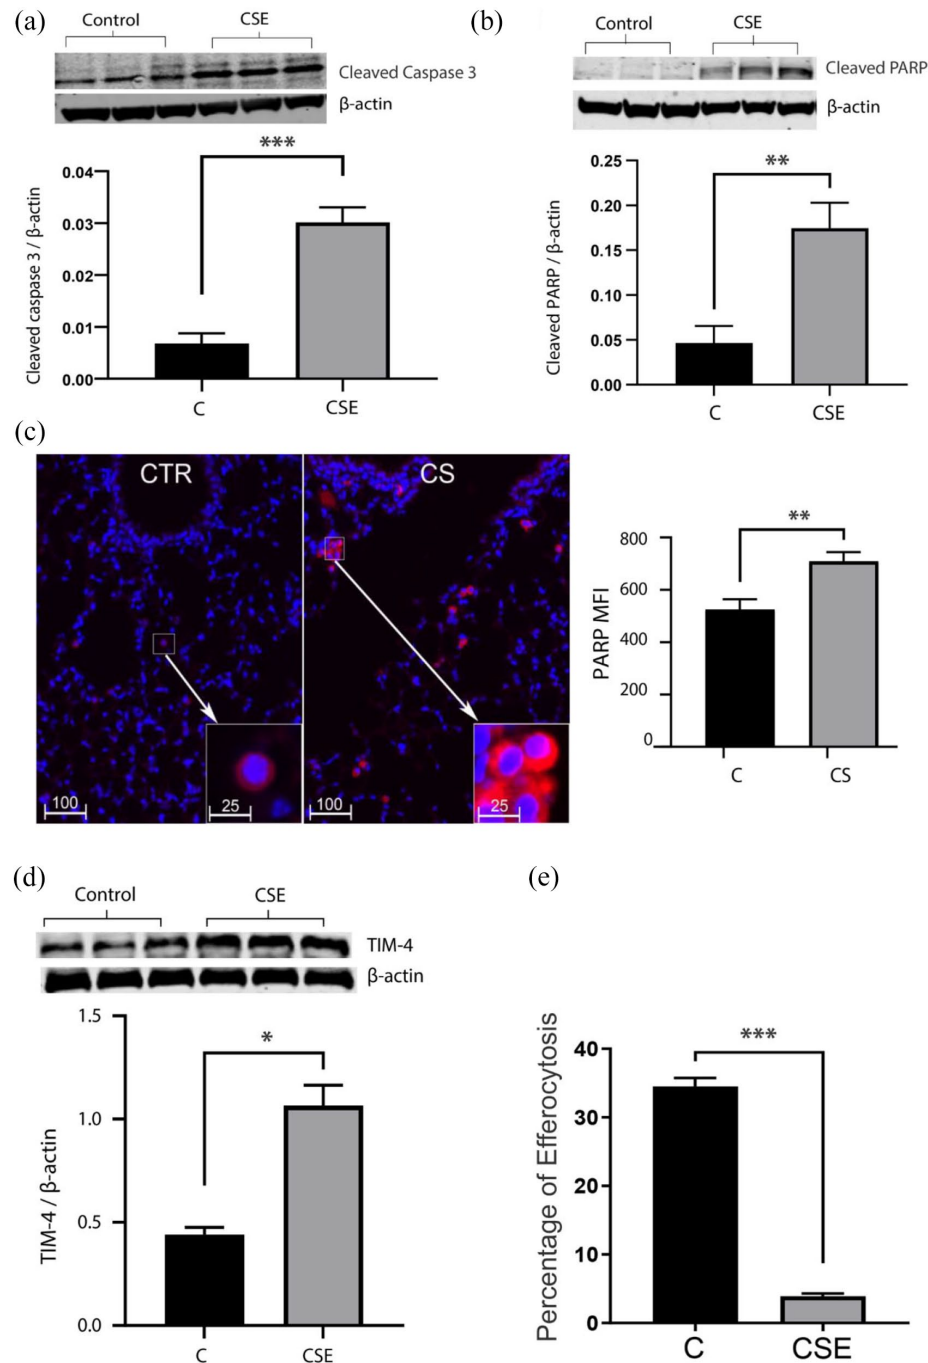 (a)
Control
CSE
Cleaved Caspase 3
β-actin
***
0.04
0.03
0.02
0.01
0.00
Cleaved caspase 3 / β-actin
C
CSE
(b)
Control
CSE
Cleaved PARP
β-actin
**
0.25
0.20
0.15
0.10
0.05
0.00
Cleaved PARP / β-actin
C
CSE
(c)
CTR
100
25
CS
100
25
**
800
600
400
200
0
PARP MFI
C
CS
(d)
Control
CSE
TIM-4
β-actin
*
1.5
1.0
0.5
0.0
TIM-4 / β-actin
C
CSE
(e)
***
40
30
20
10
0
Percentage of Efferocytosis
C
CSE